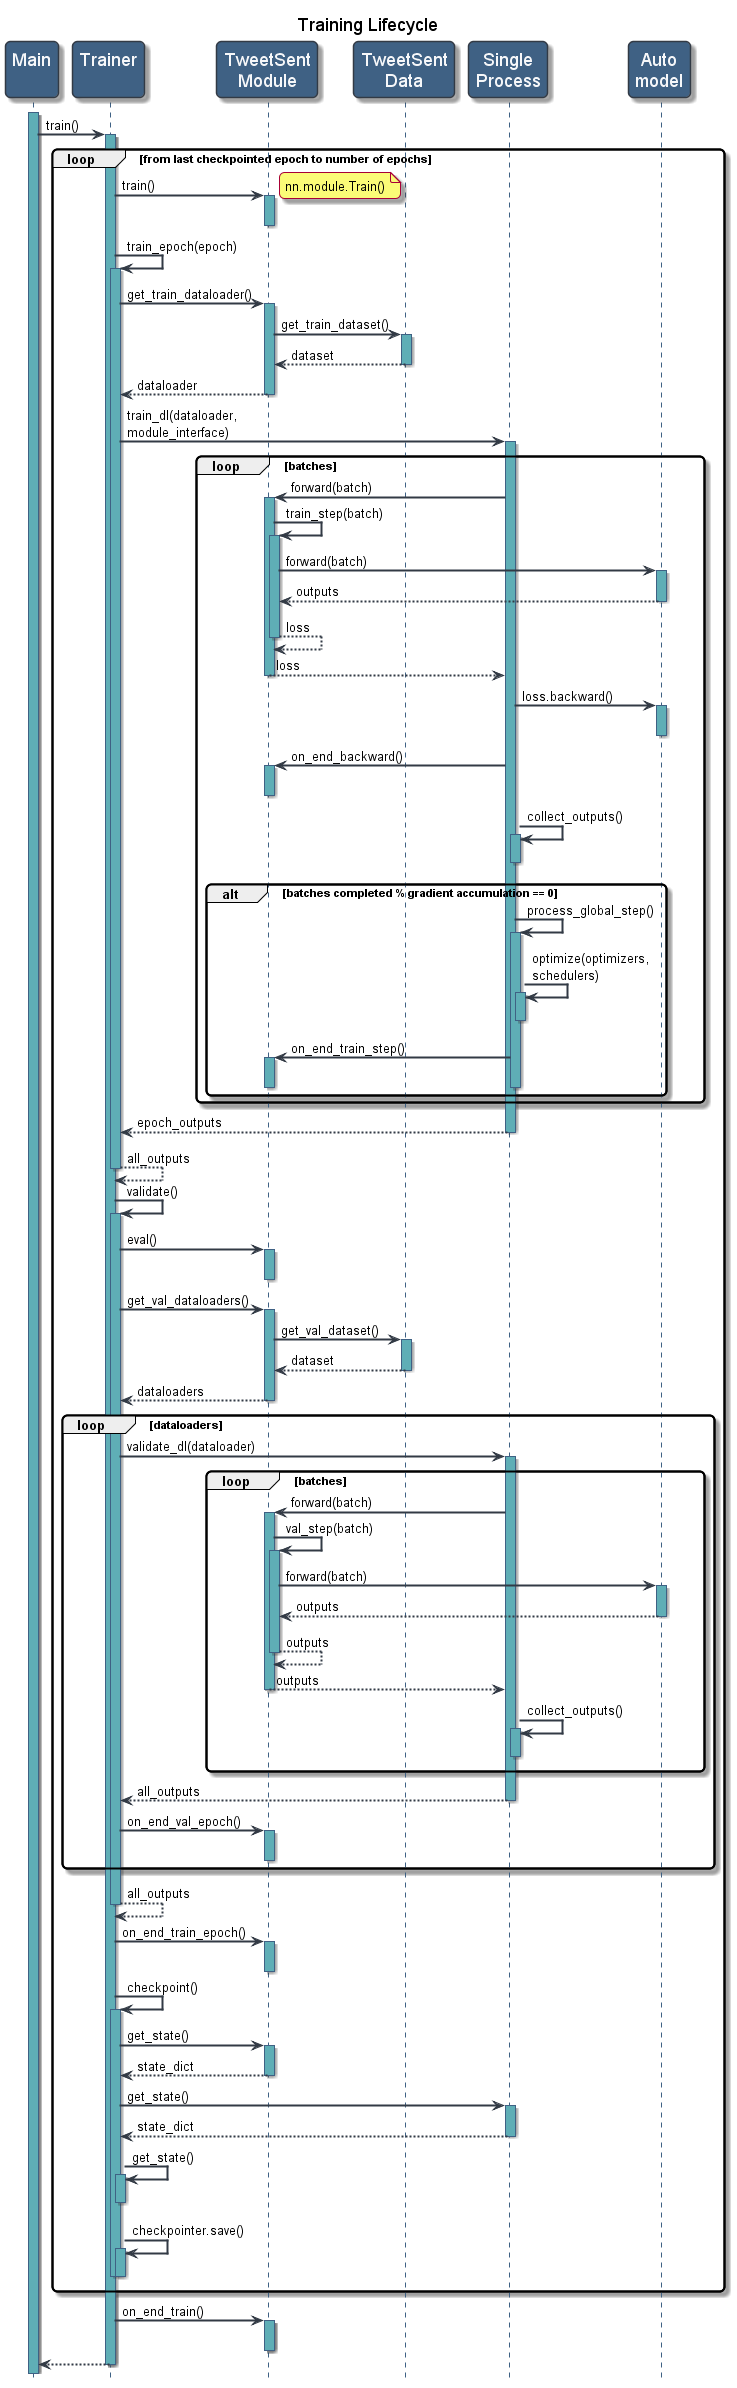 Training Lifecycle
Main
Trainer
TweetSent
Module
TweetSent
Data
Single
Process
Auto
model
train()
loop [from last checkpointed epoch to number of epochs]
train()
nn.module.Train()
train_epoch(epoch)
get_train_dataloader()
get_train_dataset()
dataset
dataloader
train_dl(dataloader,
module_interface)
loop [batches]
forward(batch)
train_step(batch)
forward(batch)
outputs
loss
loss
loss.backward()
on_end_backward()
collect_outputs()
alt [batches completed % gradient accumulation == 0]
process_global_step()
optimize(optimizers,
schedulers)
on_end_train_step()
epoch_outputs
all_outputs
validate()
eval()
get_val_dataloaders()
get_val_dataset()
dataset
dataloaders
loop [dataloaders]
validate_dl(dataloader)
loop [batches]
forward(batch)
val_step(batch)
forward(batch)
outputs
outputs
outputs
collect_outputs()
all_outputs
on_end_val_epoch()
all_outputs
on_end_train_epoch()
checkpoint()
get_state()
state_dict
get_state()
state_dict
get_state()
checkpointer.save()
on_end_train()